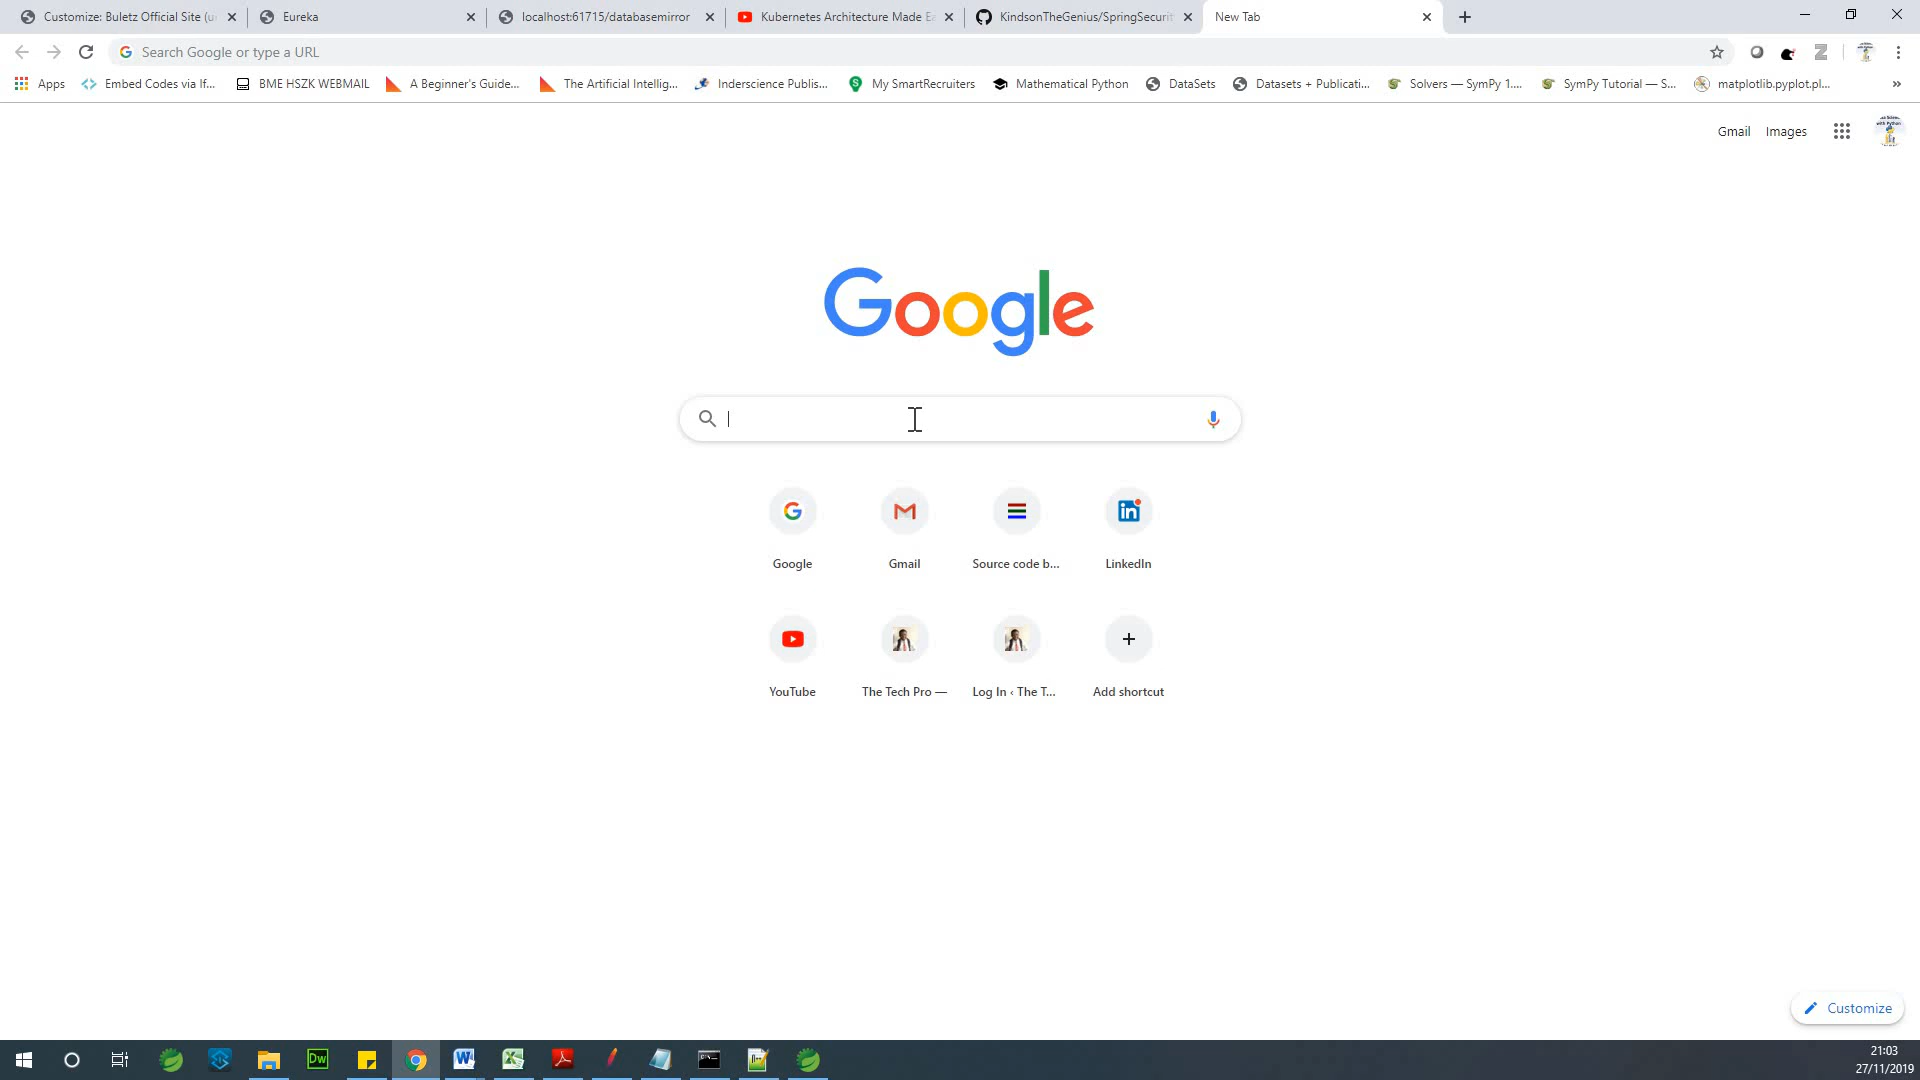 Customize: Buletz Official Site (u
Eureka
localhost:61715/databasemirror
Kubernetes Architecture Made Ea
KindsonTheGenius/SpringSecurit
New Tab
Search Google or type a URL
Apps
Embed Codes via If...
BME HSZK WEBMAIL
A Beginner's Guide...
The Artificial Intellig...
Inderscience Publis...
My SmartRecruiters
Mathematical Python
DataSets
Datasets + Publicati...
Solvers — SymPy 1....
SymPy Tutorial — S...
matplotlib.pyplot.pl...
»
Gmail
Images
Google
Google
Gmail
Source code b...
LinkedIn
YouTube
The Tech Pro —
Log In ‹ The T...
Add shortcut
Customize
Dw
21:03
27/11/2019